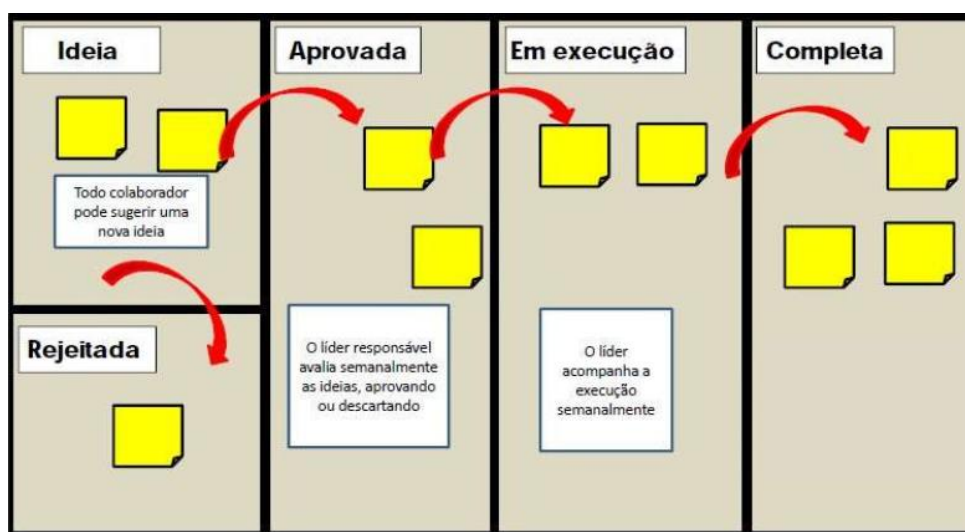 Ideia
Aprovada
Em execução
Completa
Todo colaborador
pode sugerir uma
nova ideia
Rejeitada
O líder responsável
avalia semanalmente
as ideias, aprovando
ou descartando
O líder
acompanha a
execução
semanalmente